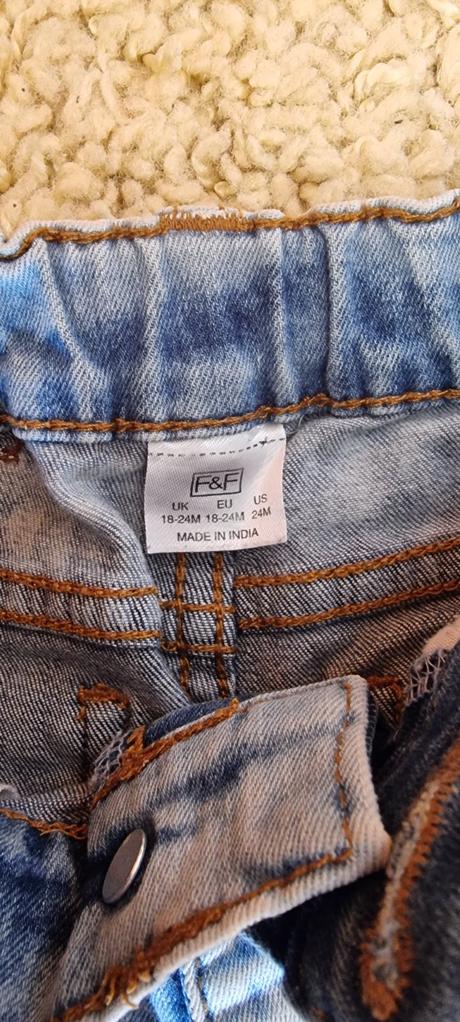 F&F
UK EU US
18-24M 18-24M 24M
MADE IN INDIA